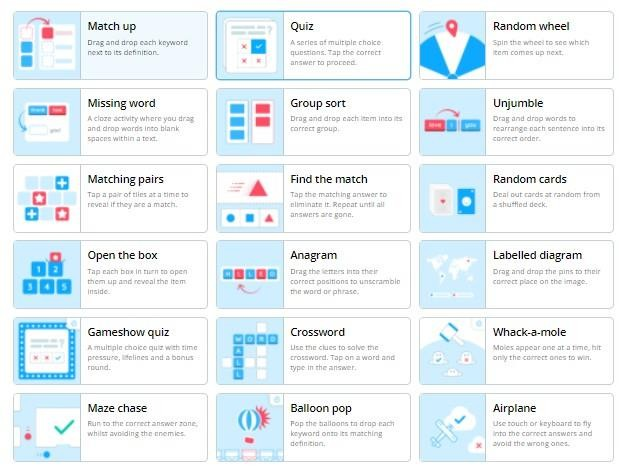 Match up
Drag and drop each keyword
next to its definition.
Quiz
A series of multiple choice
questions. Tap the correct
answer to proceed.
Random wheel
Spin the wheel to see which
item comes up next.
Missing word
A cloze activity where you drag
and drop words into blank
spaces within a text.
Group sort
Drag and drop each item into its
correct group.
Unjumble
Drag and drop words to
rearrange each sentence into its
correct order.
love I you
Matching pairs
Tap a pair of tiles at a time to
reveal if they are a match.
Find the match
Tap the matching answer to
eliminate it. Repeat until all
answers are gone.
Random cards
Deal out cards at random from
a shuffled deck.
1 2
3 4 5
Open the box
Tap each box in turn to open
them up and reveal the item
inside.
H L L E O
Anagram
Drag the letters into their
correct positions to unscramble
the word or phrase.
Labelled diagram
Drag and drop the pins to their
correct place on the image.
Gameshow quiz
A multiple choice quiz with time
pressure, lifelines and a bonus
round.
WORD
WALL
Crossword
Use the clues to solve the
crossword. Tap on a word and
type in the answer.
Whack-a-mole
Moles appear one at a time, hit
only the correct ones to win.
Maze chase
Run to the correct answer zone,
whilst avoiding the enemies.
Balloon pop
Pop the balloons to drop each
keyword onto its matching
definition.
Airplane
Use touch or keyboard to fly
into the correct answers and
avoid the wrong ones.